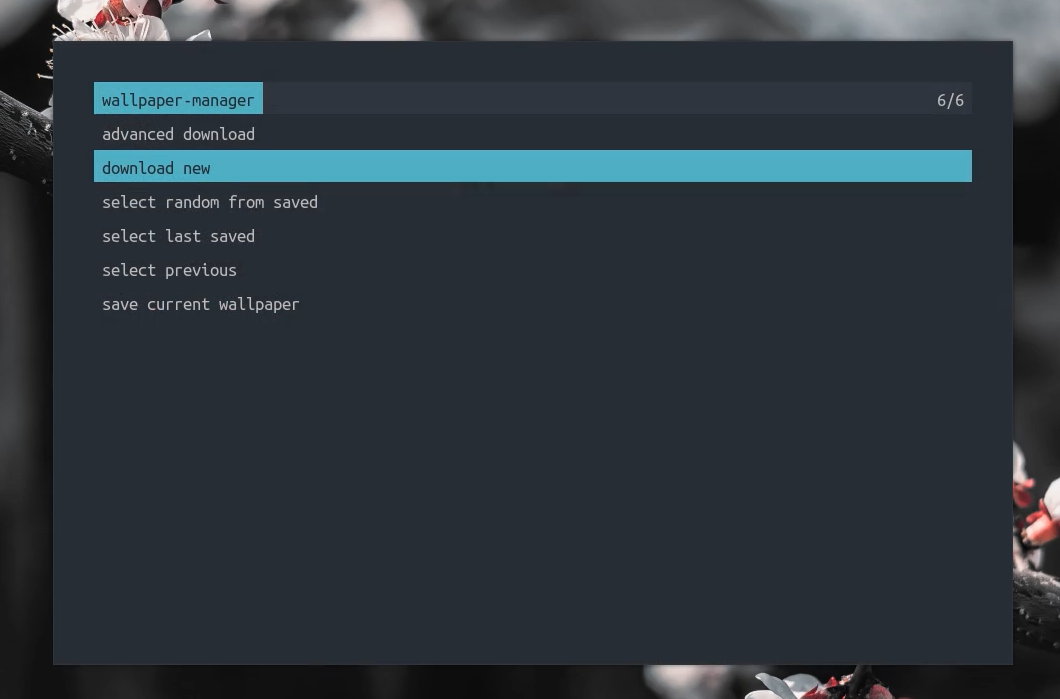 wallpaper-manager 6/6
advanced download
download new
select random from saved
select last saved
select previous
save current wallpaper